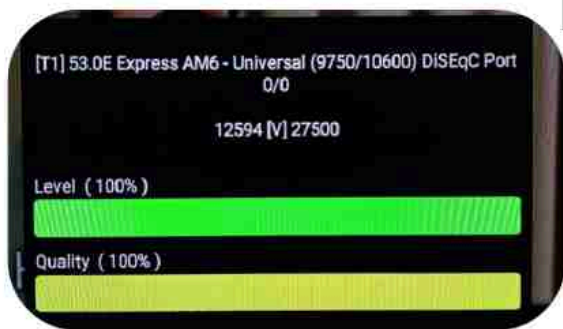 [T1] 53.0E Express AM6 - Universal (9750/10600) DiSEqC Port
0/0
12594 [V] 27500
Level ( 100% )
Quality ( 100% )